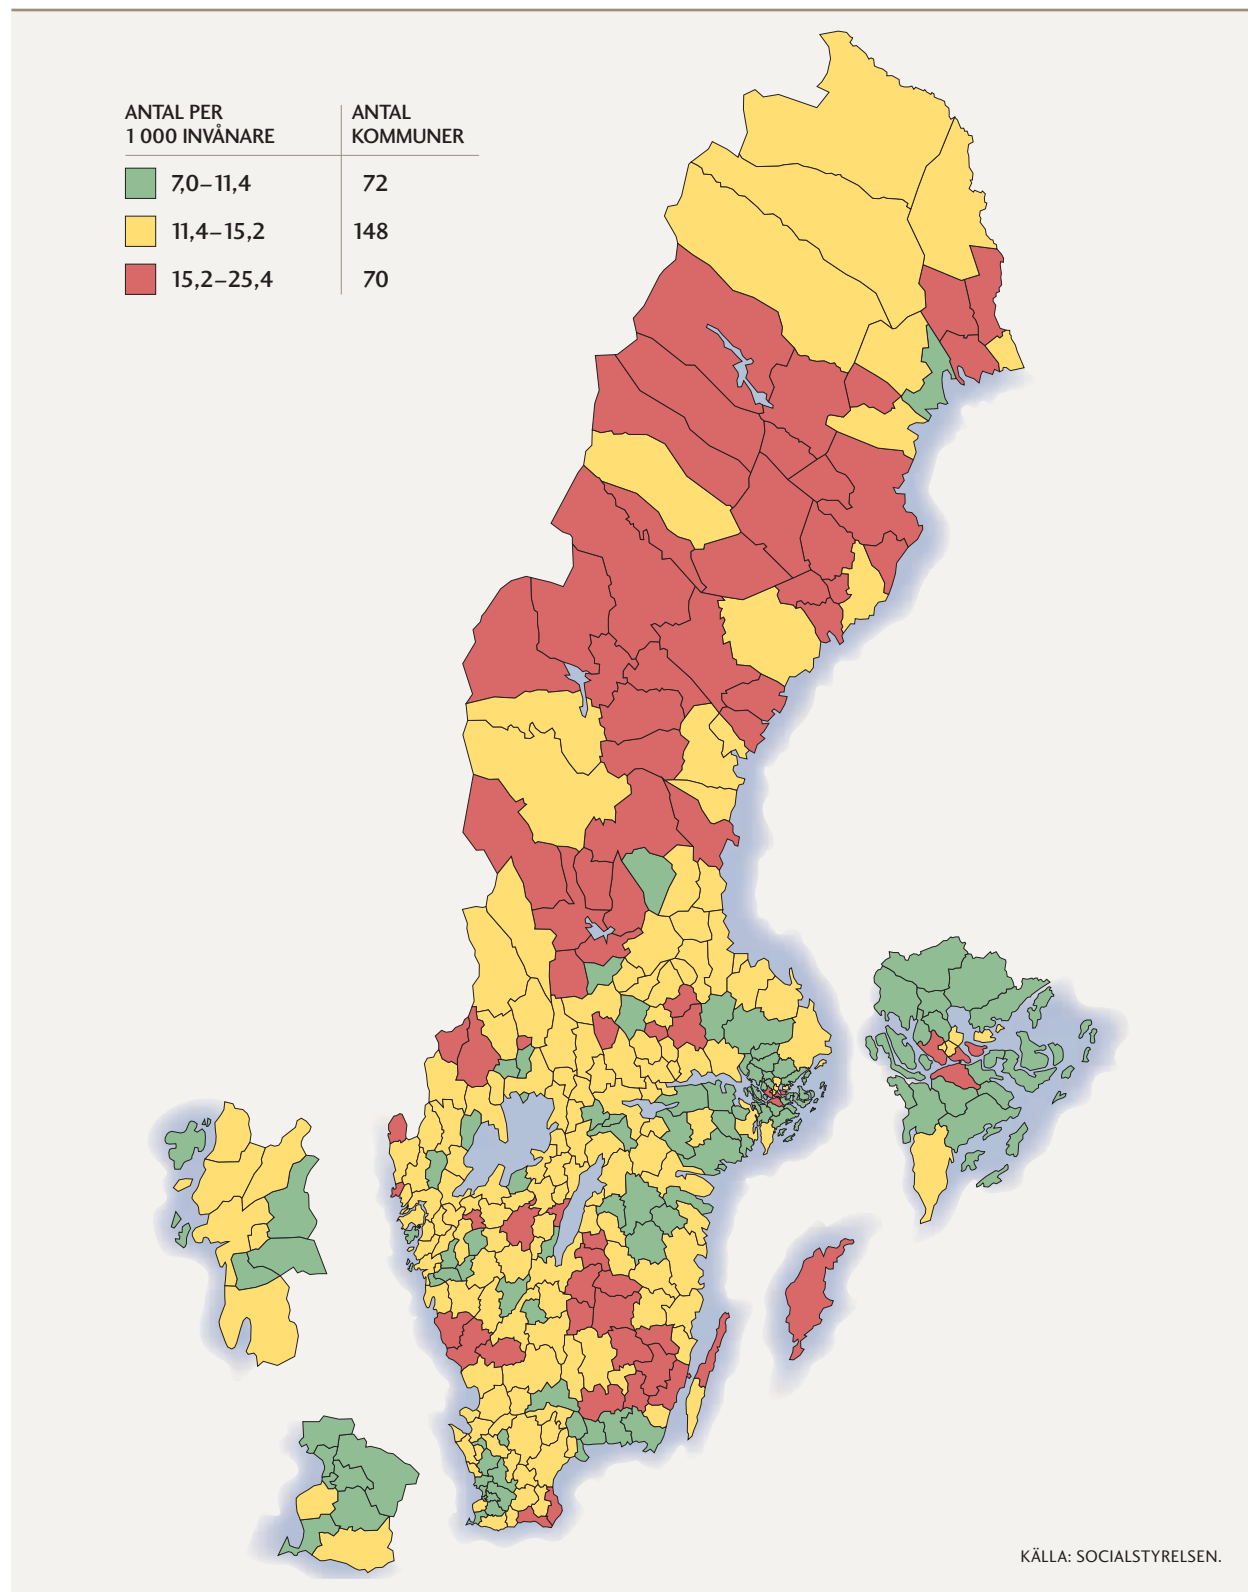 ANTAL PER
1 000 INVÅNARE
ANTAL
KOMMUNER
7,0–11,4 72
11,4–15,2 148
15,2–25,4 70
KÄLLA: SOCIALSTYRELSEN.